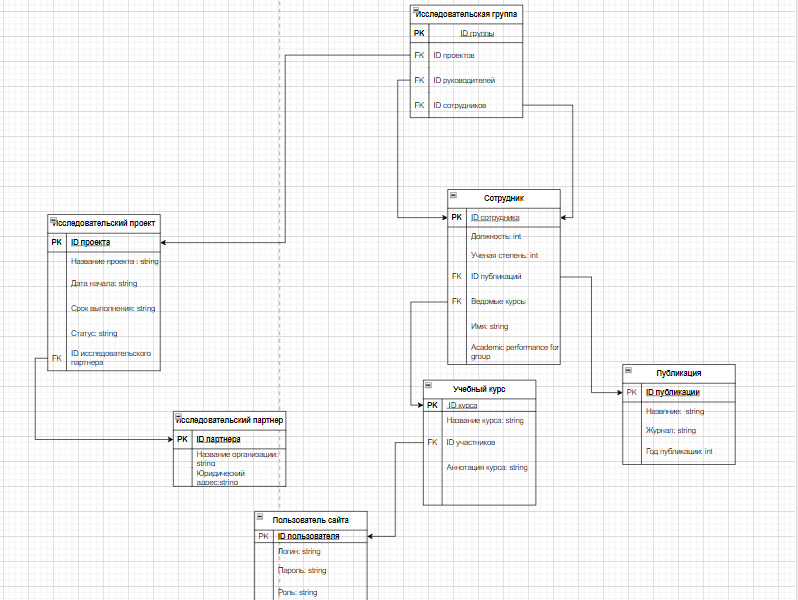 Исследовательская группа
PK ID группы
FK ID проектов
FK ID руководителей
FK ID сотрудников
Сотрудник
PK ID сотрудника
Должность: int
Ученая степень: int
FK ID публикаций
FK Ведомые курсы
Имя: string
Academic performance for
group
Исследовательский проект
PK ID проекта
Название проекта : string
Дата начала: string
Срок выполнения: string
Статус: string
FK ID исследовательского
партнера
Публикация
PK ID публикации
Назвпние: string
Журнал: string
Год публикации: int
Учебный курс
PK ID курса
Название курса: string
FK ID участников
Аннотация курса: string
Исследовательский партнер
PK ID партнера
Название организации:
string
Юридический
адрес:string
Пользователь сайта
PK ID пользователя
Логин: string
Пароль: string
Роль: string